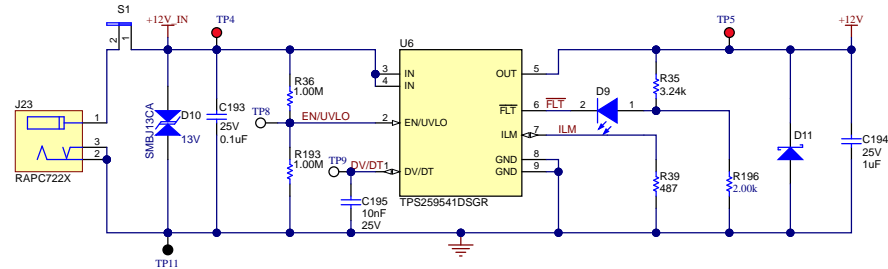 S1
+12V_IN
TP4
TP5
+12V
2
1
U6
3
IN
4
IN
OUT
5
R36
1.00M
R35
3.24k
J23
1
3
2
RAPC722X
SMBJ13CA
D10
13V
C193
25V
0.1uF
TP8
EN/UVLO
2
EN/UVLO
FLT
6
FLT
2
D9
1
ILM
7
ILM
R193
1.00M
TP9
DV/DT
1
DV/DT
GND
8
GND
9
TPS259541DSGR
C195
10nF
25V
R39
487
R196
2.00k
D11
C194
25V
1uF
TP11